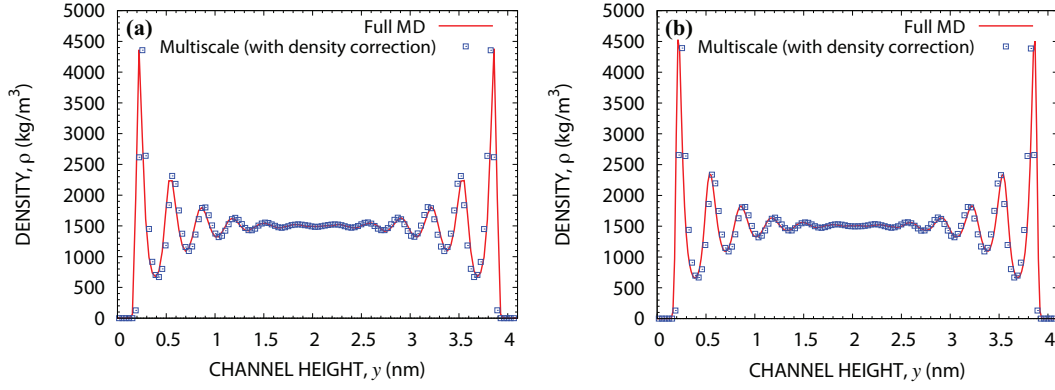 (a)
Full MD
Multiscale (with density correction)
DENSITY, ρ (kg/m³)
5000
4500
4000
3500
3000
2500
2000
1500
1000
500
0
0 0.5 1 1.5 2 2.5 3 3.5 4
CHANNEL HEIGHT, y (nm)
(b)
Full MD
Multiscale (with density correction)
DENSITY, ρ (kg/m³)
5000
4500
4000
3500
3000
2500
2000
1500
1000
500
0
0 0.5 1 1.5 2 2.5 3 3.5 4
CHANNEL HEIGHT, y (nm)